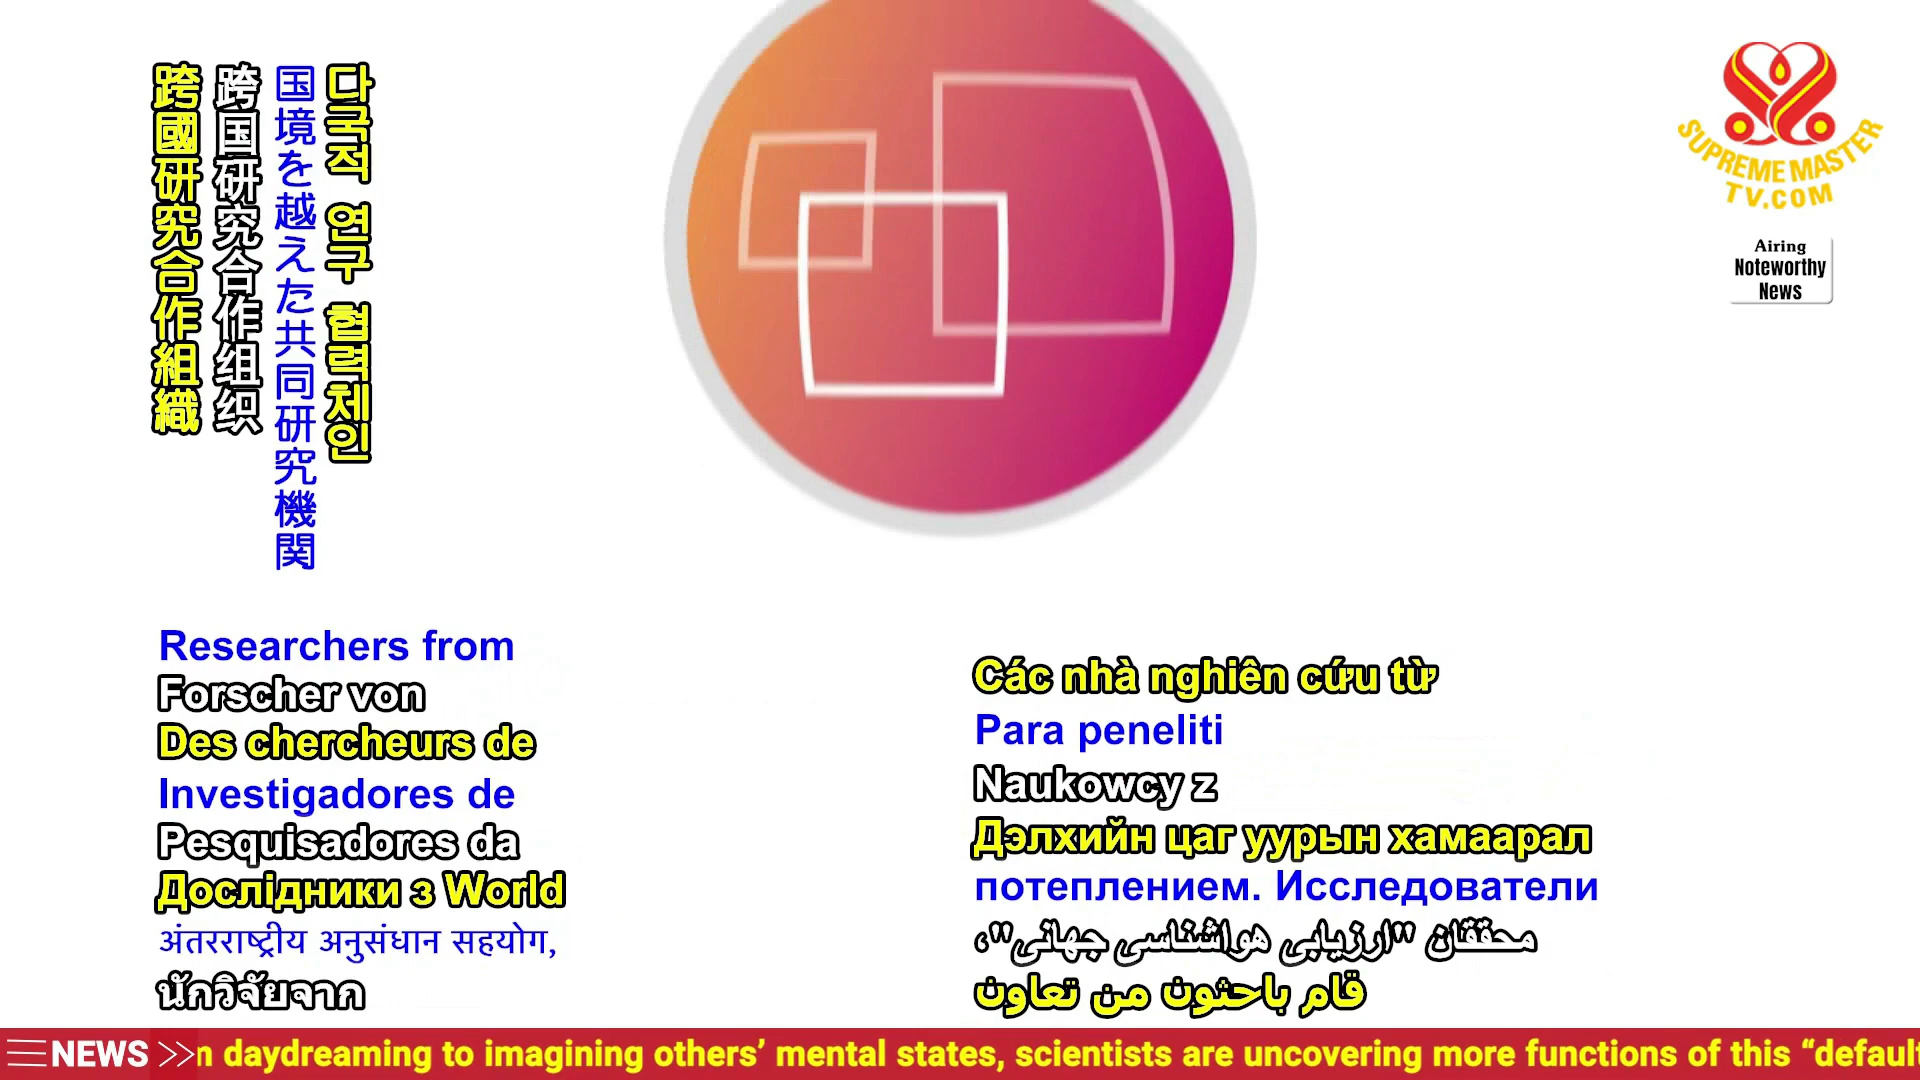 跨國研究合作組織
跨国研究合作组织
国境を越えた共同研究機関
다국적 연구 협력체인
SUPREME MASTER
TV.COM
Airing
Noteworthy
News
Researchers from
Forscher von
Des chercheurs de
Investigadores de
Pesquisadores da
Дослідники з World
अंतरराष्ट्रीय अनुसंधान सहयोग,
นักวิจัยจาก
Các nhà nghiên cứu từ
Para peneliti
Naukowcy z
Дэлхийн цаг уурын хамаарал
потеплением. Исследователи
محققان "ارزیابی هواشناسی جهانی"،
قام باحثون من تعاون
NEWS
n daydreaming to imagining others’ mental states, scientists are uncovering more functions of this “default